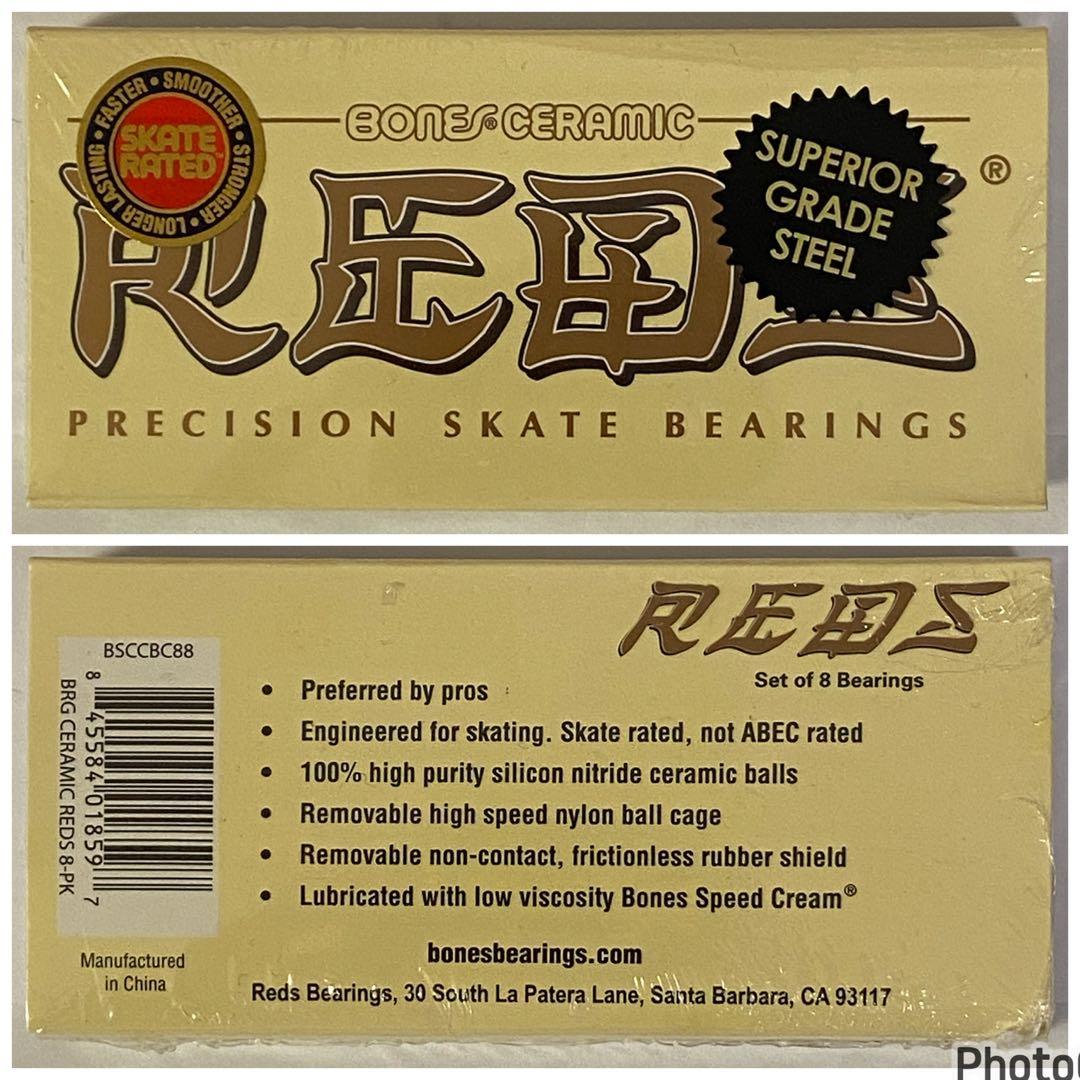 FASTER • SMOOTHER • STRONGER • LONGER LASTING •
SKATE
RATED™
BONES® CERAMIC
REDS®
SUPERIOR
GRADE
STEEL
PRECISION SKATE BEARINGS
REDS
Set of 8 Bearings
BSCCBC88
8 45584 01859 7
BRG CERAMIC REDS 8-PK
• Preferred by pros
• Engineered for skating. Skate rated, not ABEC rated
• 100% high purity silicon nitride ceramic balls
• Removable high speed nylon ball cage
• Removable non-contact, frictionless rubber shield
• Lubricated with low viscosity Bones Speed Cream®
Manufactured
in China
bonesbearings.com
Reds Bearings, 30 South La Patera Lane, Santa Barbara, CA 93117